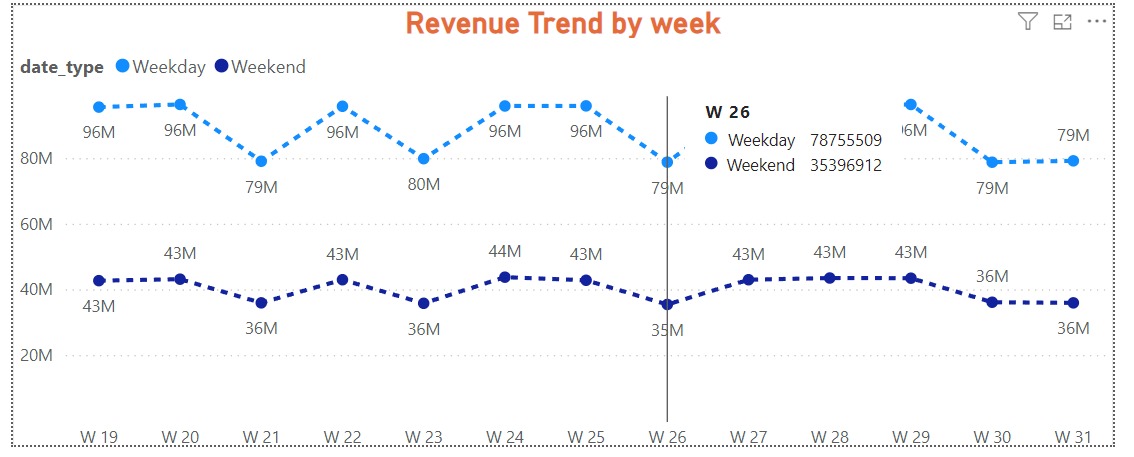 Revenue Trend by week
date_type Weekday Weekend
W 26
Weekday 78755509
Weekend 35396912
96M 96M 79M 96M 80M 96M 96M 79M 96M 79M 79M
80M
60M
43M 43M 36M 43M 36M 44M 43M 35M 43M 43M 43M 36M 36M
40M
20M
W 19 W 20 W 21 W 22 W 23 W 24 W 25 W 26 W 27 W 28 W 29 W 30 W 31